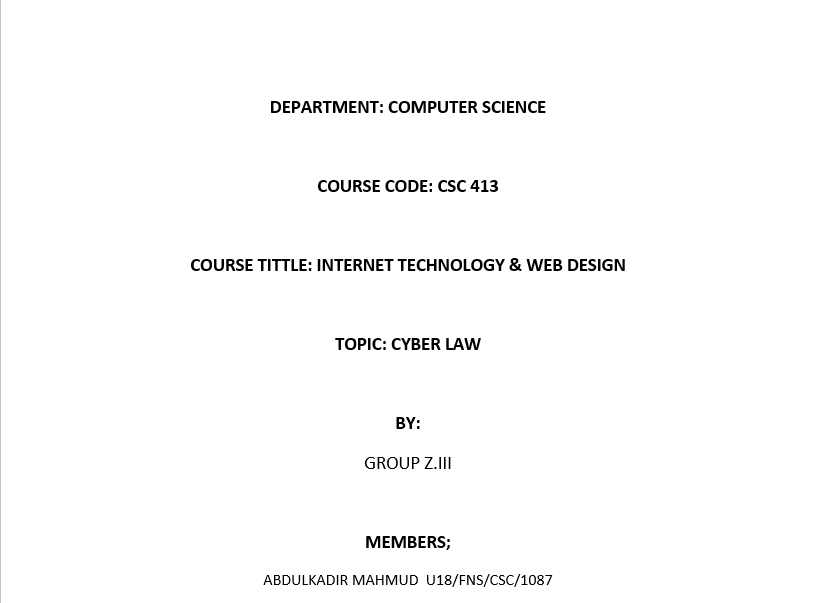 DEPARTMENT: COMPUTER SCIENCE
COURSE CODE: CSC 413
COURSE TITTLE: INTERNET TECHNOLOGY & WEB DESIGN
TOPIC: CYBER LAW
BY:
GROUP Z.III
MEMBERS;
ABDULKADIR MAHMUD  U18/FNS/CSC/1087